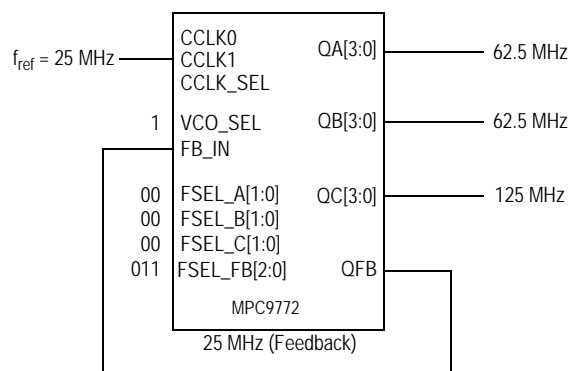 CCLK0
CCLK1
CCLK_SEL
fref = 25 MHz
QA[3:0]
62.5 MHz
1
VCO_SEL
FB_IN
QB[3:0]
62.5 MHz
00
FSEL_A[1:0]
00
FSEL_B[1:0]
00
FSEL_C[1:0]
011
FSEL_FB[2:0]
QC[3:0]
125 MHz
QFB
MPC9772
25 MHz (Feedback)